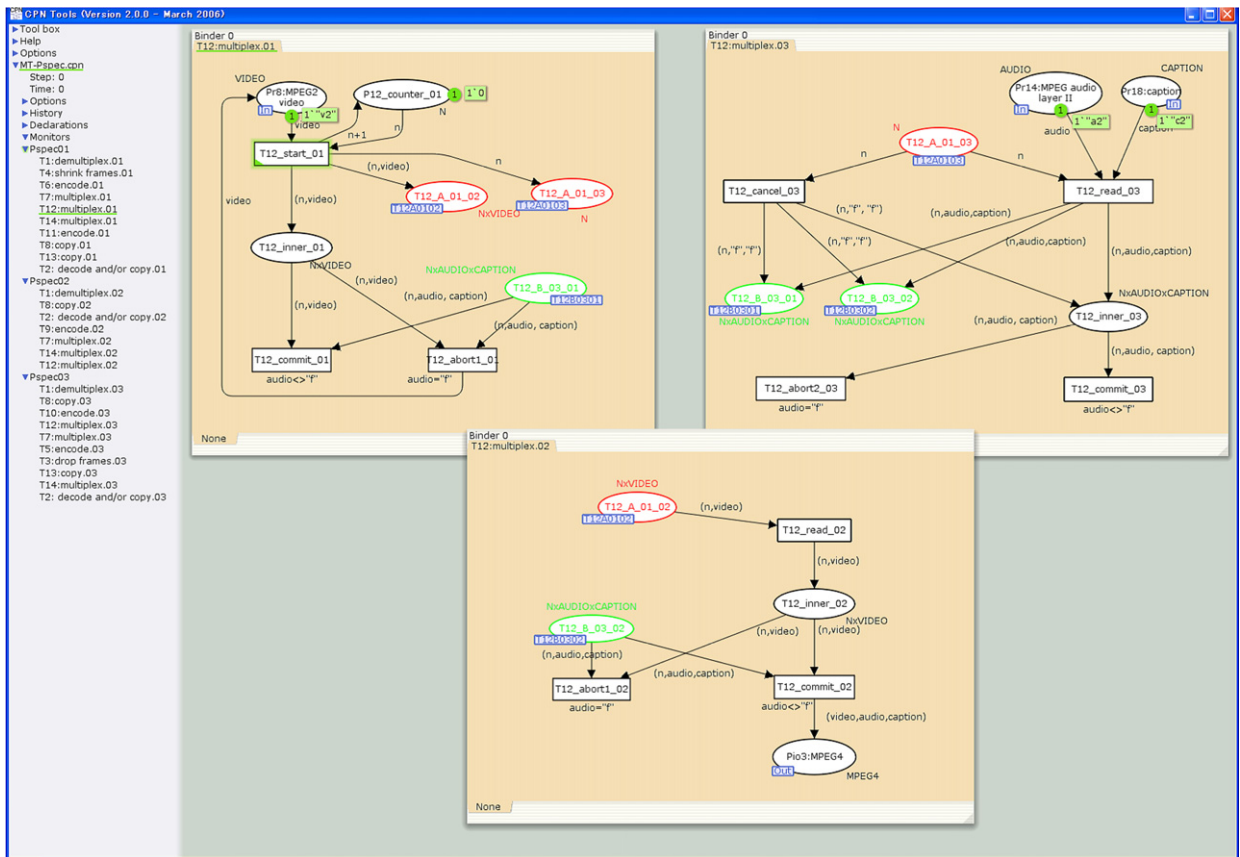 CPN Tools (Version 2.0.0 - March 2006)
Tool box
Help
Options
MT-Pspec.cpn
Step: 0
Time: 0
Options
History
Declarations
Monitors
Pspec01
T1:demultiplex.01
T4:shrink frames.01
T6:encode.01
T7:multiplex.01
T12:multiplex.01
T14:multiplex.01
T11:encode.01
T8:copy.01
T13:copy.01
T2: decode and/or copy.01
Pspec02
T1:demultiplex.02
T8:copy.02
T2: decode and/or copy.02
T9:encode.02
T7:multiplex.02
T14:multiplex.02
T12:multiplex.02
Pspec03
T1:demultiplex.03
T8:copy.03
T10:encode.03
T12:multiplex.03
T7:multiplex.03
T5:encode.03
T3:drop frames.03
T13:copy.03
T14:multiplex.03
T2: decode and/or copy.03
Binder 0
T12:multiplex.01
VIDEO
Pr8:MPEG2
video
In
1
1`"v2"
video
P12_counter_01
1
1`0
N
n+1
n
T12_start_01
(n,video)
n
video
(n,video)
T12_A_01_02
T12A0102
NxVIDEO
T12_A_01_03
T12A0103
N
T12_inner_01
NxVIDEO
NxAUDIOxCAPTION
(n,video)
T12_B_03_01
T12B0301
(n,video)
(n,audio, caption)
(n,audio, caption)
T12_commit_01
audio<>"f"
T12_abort1_01
audio="f"
None
Binder 0
T12:multiplex.03
AUDIO
CAPTION
Pr14:MPEG audio
layer II
In
1
1`"a2"
audio
Pr18:caption
In
1
1`"c2"
caption
N
T12_A_01_03
T12A0103
n
n
T12_cancel_03
T12_read_03
(n,"f", "f")
(n,audio,caption)
(n,"f","f")
(n,"f","f")
(n,audio,caption)
(n,audio,caption)
T12_B_03_01
T12B0301
NxAUDIOxCAPTION
T12_B_03_02
T12B0302
NxAUDIOxCAPTION
NxAUDIOxCAPTION
T12_inner_03
(n,audio, caption)
(n,audio, caption)
T12_abort2_03
audio="f"
T12_commit_03
audio<>"f"
Binder 0
T12:multiplex.02
NxVIDEO
T12_A_01_02
T12A0102
(n,video)
T12_read_02
(n,video)
T12_inner_02
NxVIDEO
NxAUDIOxCAPTION
T12_B_03_02
T12B0302
(n,video)
(n,video)
(n,audio,caption)
(n,audio,caption)
T12_abort1_02
audio="f"
T12_commit_02
audio<>"f"
(video,audio,caption)
Pio3:MPEG4
Out
MPEG4
None